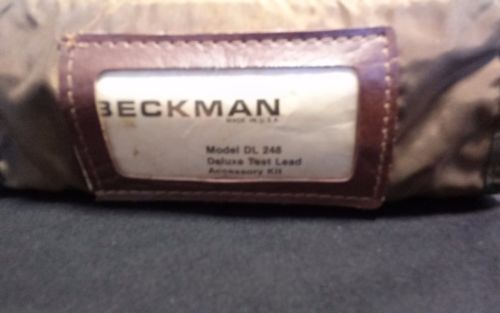 BECKMAN
MADE IN U.S.A
Model DL 248
Deluxe Test Lead
Accessory Kit